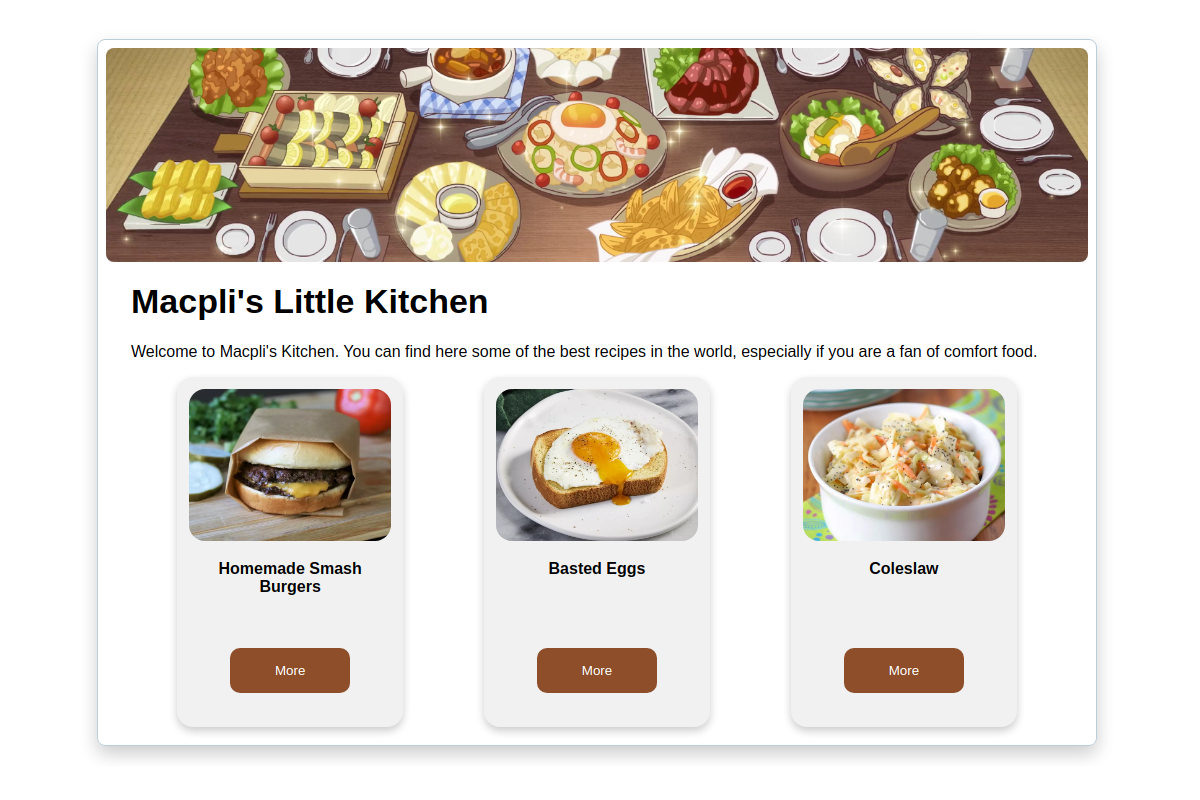 Macpli's Little Kitchen
Welcome to Macpli's Kitchen. You can find here some of the best recipes in the world, especially if you are a fan of comfort food.
Homemade Smash
Burgers
Basted Eggs
Coleslaw
More
More
More